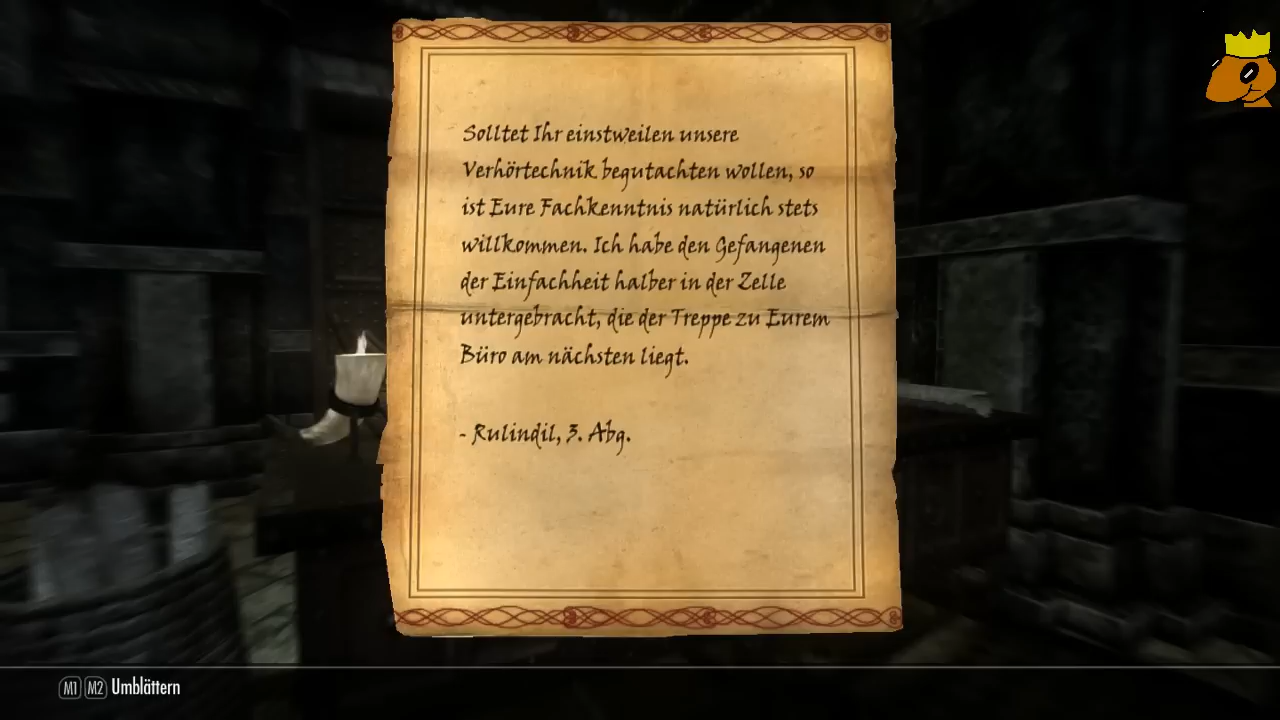 Solltet Ihr einstweilen unsere
Verhörtechnik begutachten wollen, so
ist Eure Fachkenntnis natürlich stets
willkommen. Ich habe den Gefangenen
der Einfachheit halber in der Zelle
untergebracht, die der Treppe zu Eurem
Büro am nächsten liegt.
- Rulindil, 3. Abg.
M1 M2 Umblättern